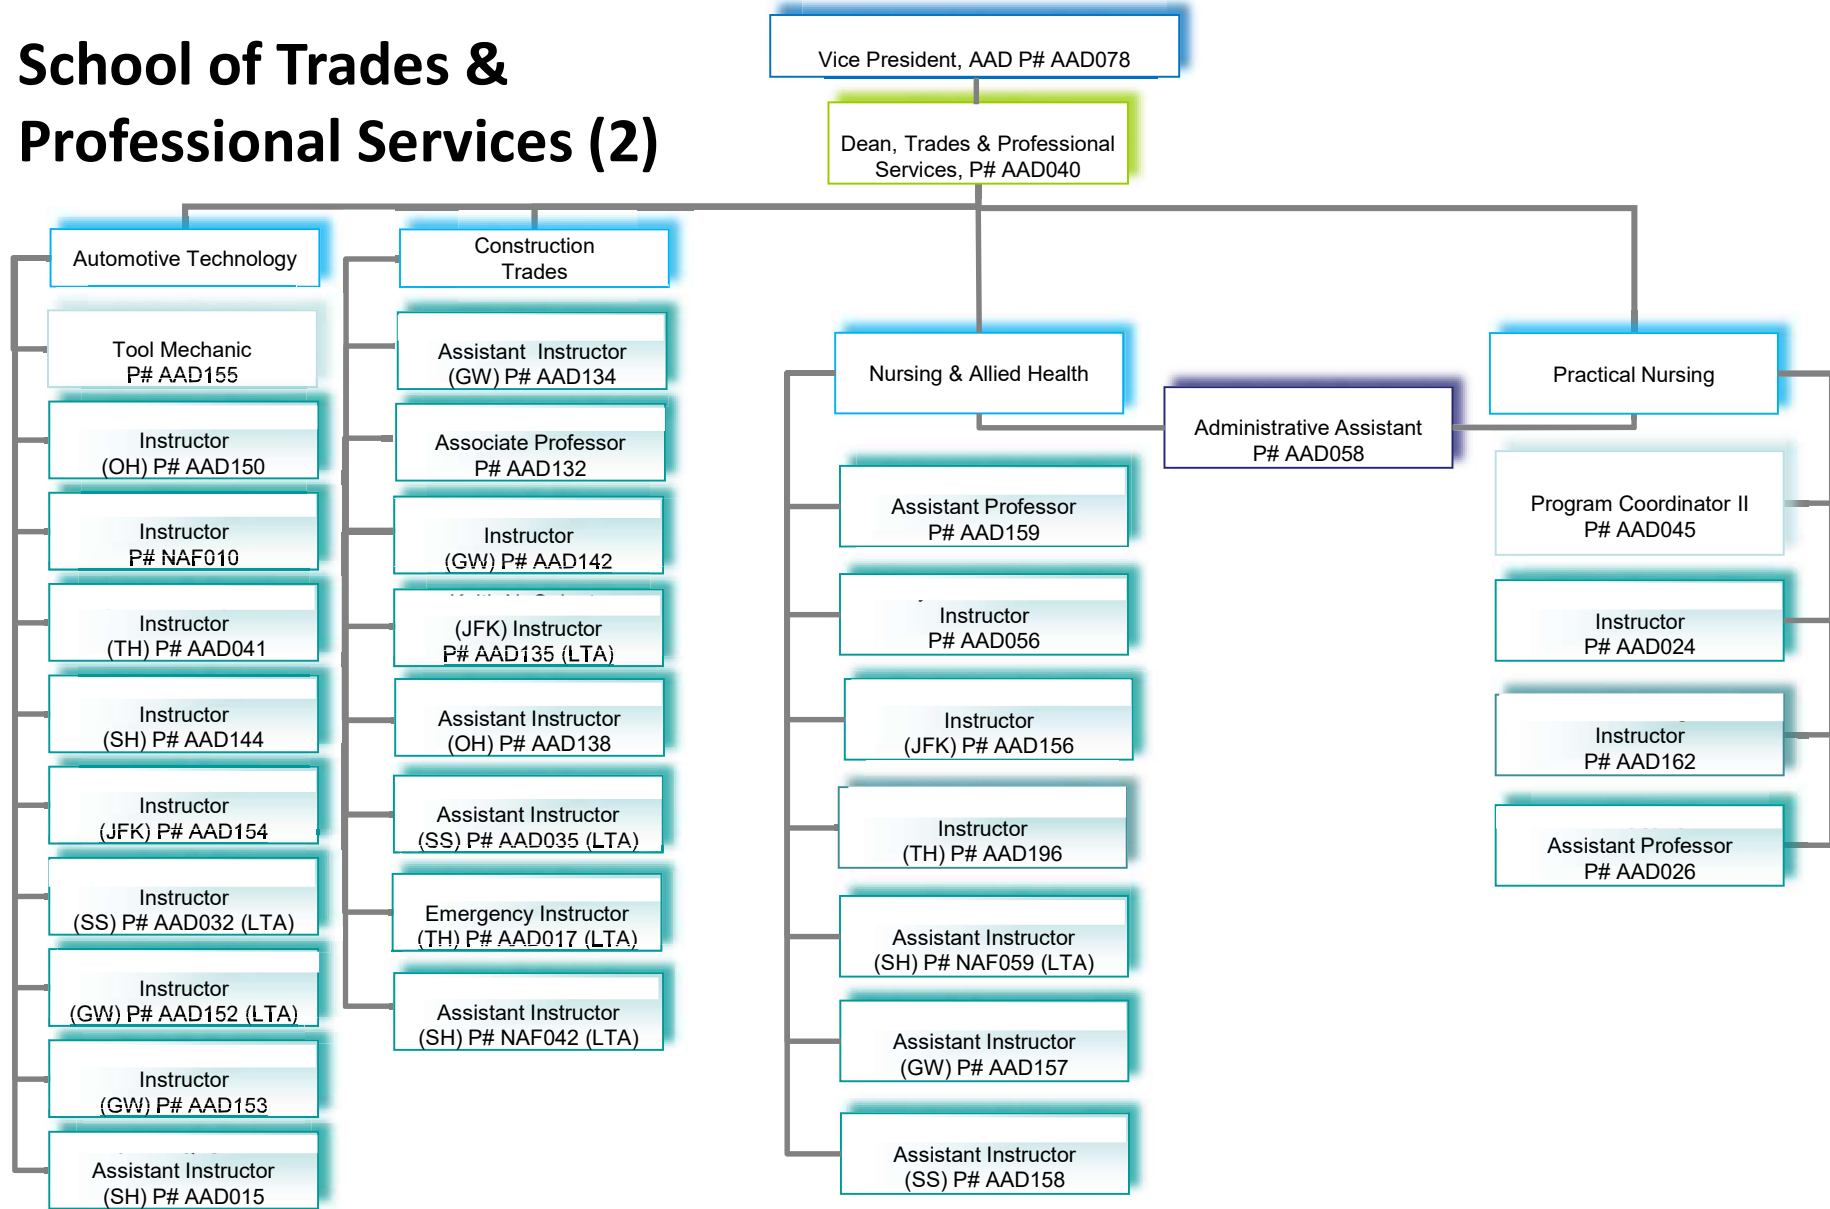 School of Trades &
Professional Services (2)
Vice President, AAD P# AAD078
Dean, Trades & Professional
Services, P# AAD040
Automotive Technology
Tool Mechanic
P# AAD155
Instructor
(OH) P# AAD150
Instructor
P# NAF010
Instructor
(TH) P# AAD041
Instructor
(SH) P# AAD144
Instructor
(JFK) P# AAD154
Instructor
(SS) P# AAD032 (LTA)
Instructor
(GW) P# AAD152 (LTA)
Instructor
(GW) P# AAD153
Assistant Instructor
(SH) P# AAD015
Construction
Trades
Assistant Instructor
(GW) P# AAD134
Associate Professor
P# AAD132
Instructor
(GW) P# AAD142
(JFK) Instructor
P# AAD135 (LTA)
Assistant Instructor
(OH) P# AAD138
Assistant Instructor
(SS) P# AAD035 (LTA)
Emergency Instructor
(TH) P# AAD017 (LTA)
Assistant Instructor
(SH) P# NAF042 (LTA)
Nursing & Allied Health
Assistant Professor
P# AAD159
Instructor
P# AAD056
Instructor
(JFK) P# AAD156
Instructor
(TH) P# AAD196
Assistant Instructor
(SH) P# NAF059 (LTA)
Assistant Instructor
(GW) P# AAD157
Assistant Instructor
(SS) P# AAD158
Administrative Assistant
P# AAD058
Practical Nursing
Program Coordinator II
P# AAD045
Instructor
P# AAD024
Instructor
P# AAD162
Assistant Professor
P# AAD026